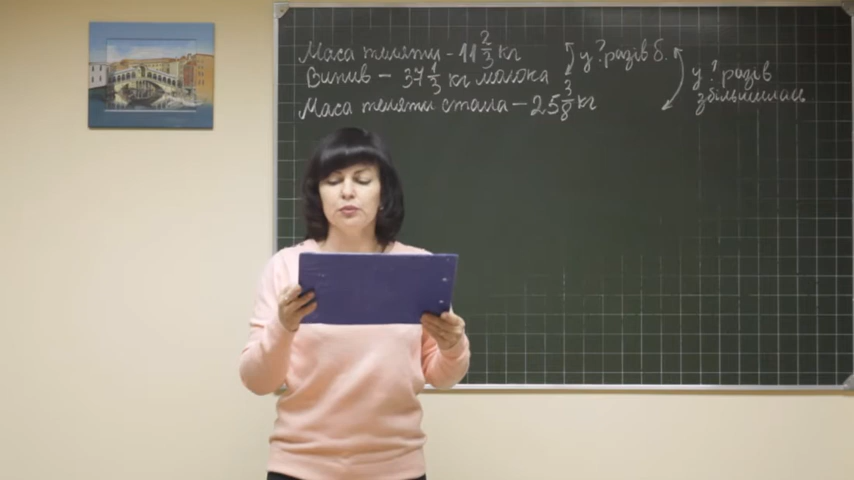 Маса теляти - 11 2/3 кг у ? разів б.
Випив - 37 1/3 кг молока у ? разів
Маса теляти стала - 25 3/8 кг збільшилась